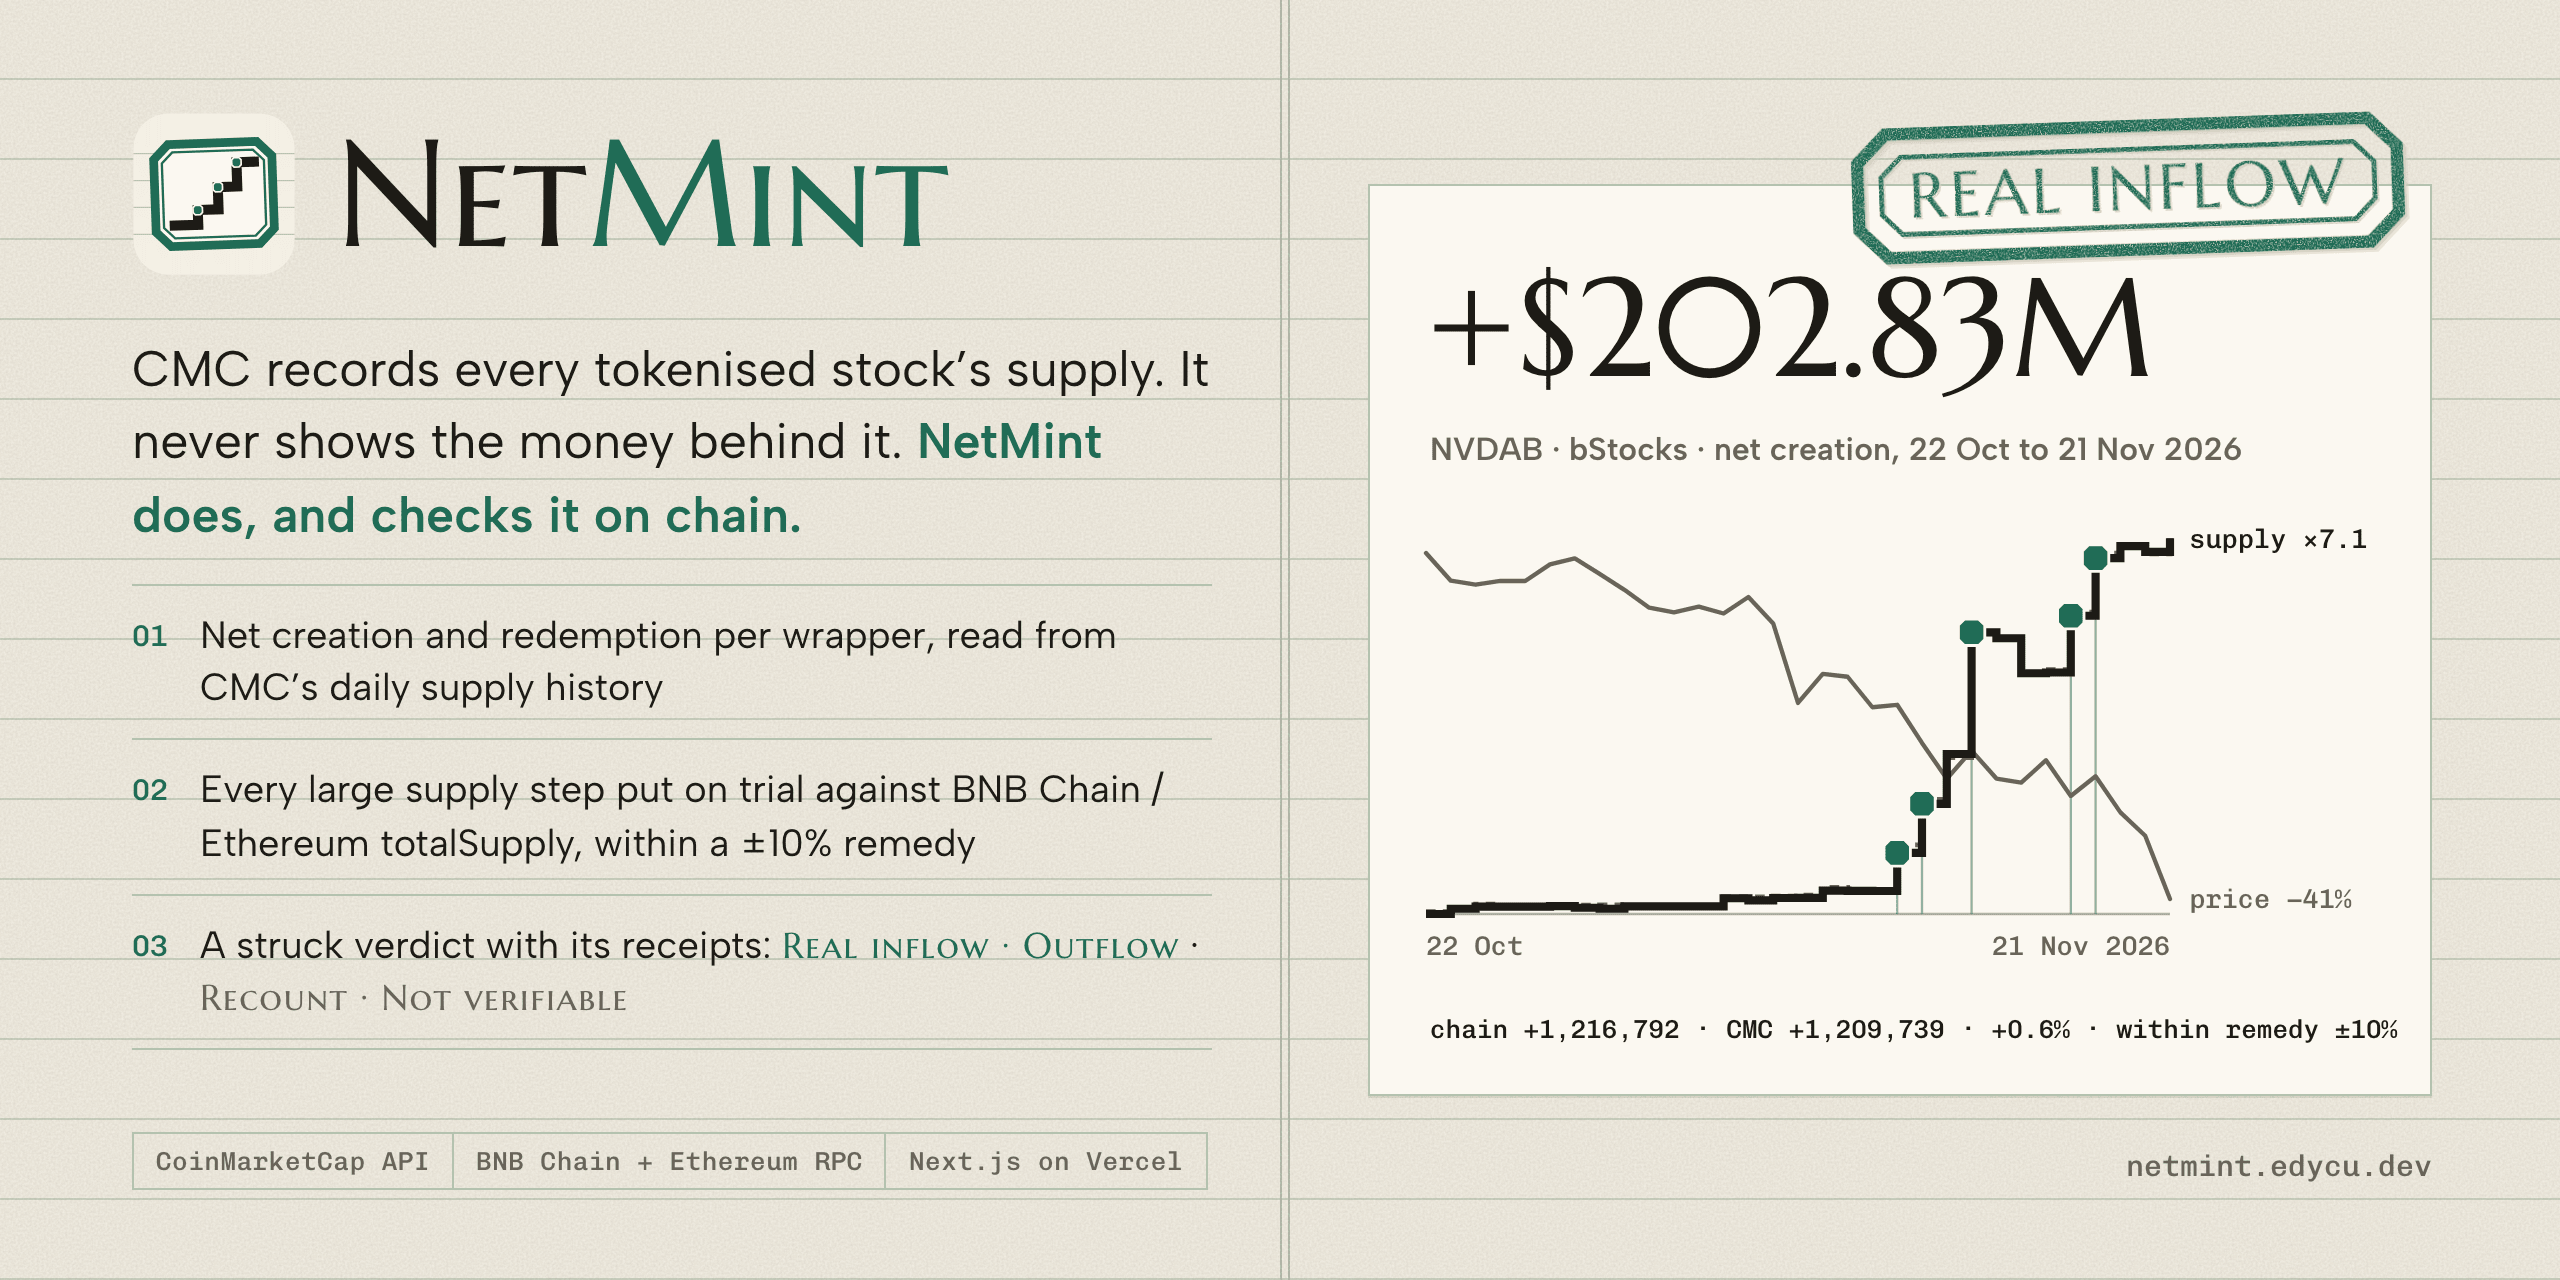 NETMINT
CMC records every tokenised stock’s supply. It
never shows the money behind it. NetMint
does, and checks it on chain.
01 Net creation and redemption per wrapper, read from
CMC’s daily supply history
02 Every large supply step put on trial against BNB Chain /
Ethereum totalSupply, within a ±10% remedy
03 A struck verdict with its receipts: Real inflow · Outflow ·
Recount · Not verifiable
CoinMarketCap API
BNB Chain + Ethereum RPC
Next.js on Vercel
REAL INFLOW
+$202.83M
NVDAB · bStocks · net creation, 22 Oct to 21 Nov 2026
supply ×7.1
price −41%
22 Oct
21 Nov 2026
chain +1,216,792 · CMC +1,209,739 · +0.6% · within remedy ±10%
netmint.edycu.dev